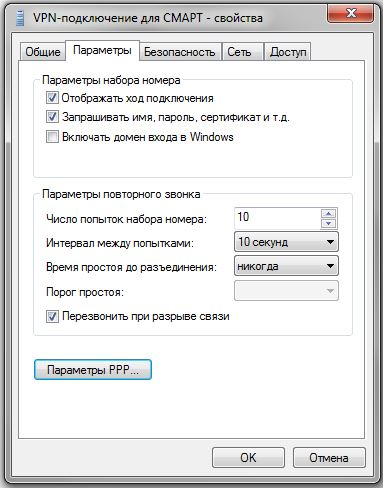 VPN-подключение для СМАРТ - свойства
Общие Параметры Безопасность Сеть Доступ
Параметры набора номера
Отображать ход подключения
Запрашивать имя, пароль, сертификат и т.д.
Включать домен входа в Windows
Параметры повторного звонка
Число попыток набора номера: 10
Интервал между попытками: 10 секунд
Время простоя до разъединения: никогда
Порог простоя:
Перезвонить при разрыве связи
Параметры PPP...
OK Отмена